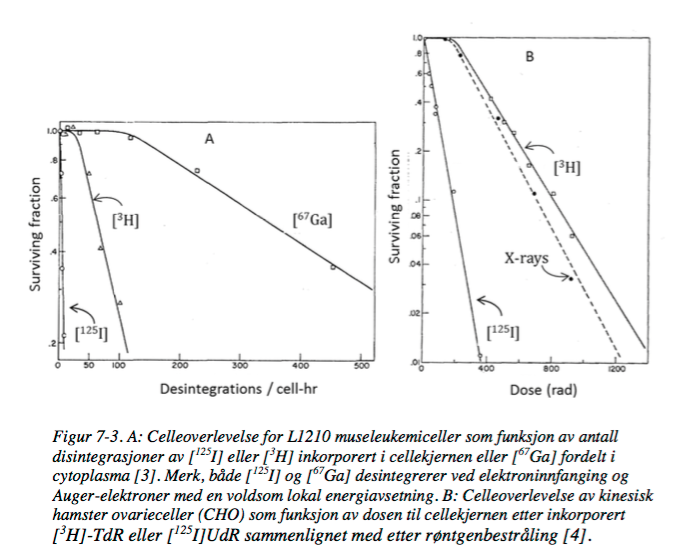 A
B
1.0
.8
.6
.4
.2
Surviving fraction
[³H]
[⁶⁷Ga]
[¹²⁵I]
0
50
100
200
300
400
500
Desintegrations / cell-hr
1.0
.8
.6
.4
.2
.1
.08
.06
.04
.02
.01
Surviving fraction
[³H]
X-rays
[¹²⁵I]
0
400
800
1200
Dose (rad)
Figur 7-3. A: Celleoverlevelse for L1210 museleukemiceller som funksjon av antall
disintegrasjoner av [¹²⁵I] eller [³H] inkorporert i cellekjernen eller [⁶⁷Ga] fordelt i
cytoplasma [3]. Merk, både [¹²⁵I] og [⁶⁷Ga] desintegrerer ved elektroninnfanging og
Auger-elektroner med en voldsom lokal energiavsetning. B: Celleoverlevelse av kinesisk
hamster ovarieceller (CHO) som funksjon av dosen til cellekjernen etter inkorporert
[³H]-TdR eller [¹²⁵I]UdR sammenlignet med etter røntgenbestråling [4].